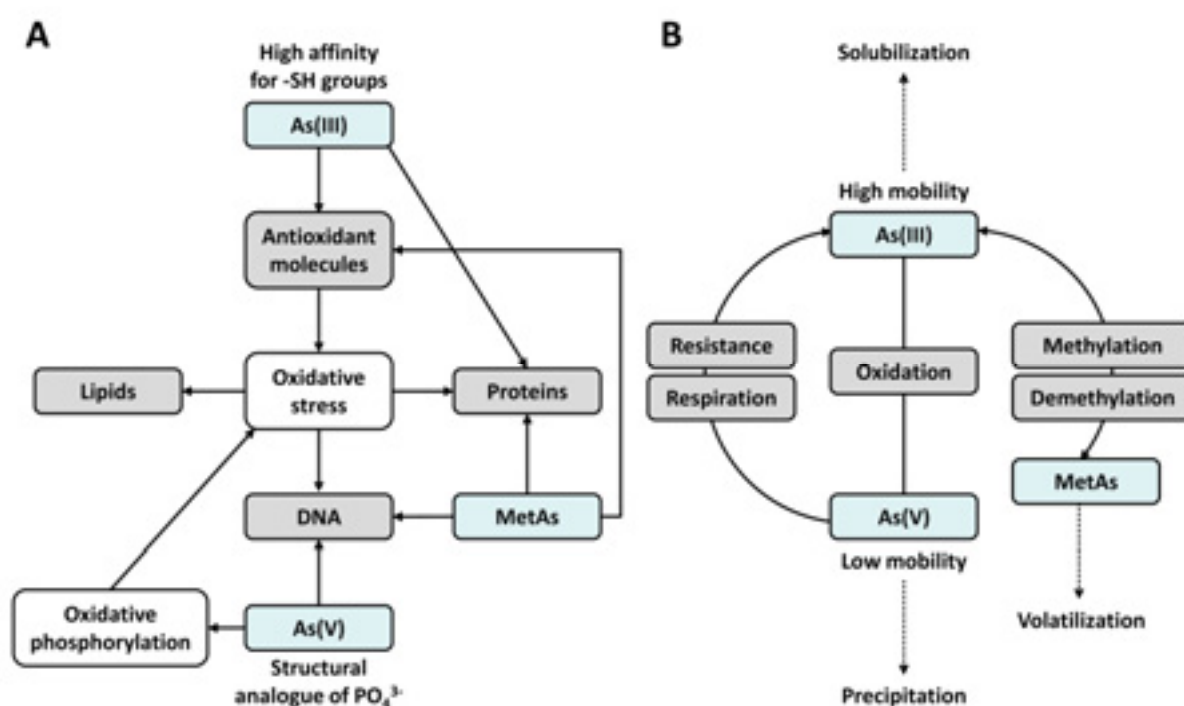 A
High affinity
for -SH groups
As(III)
Antioxidant
molecules
Lipids
Oxidative
stress
Proteins
DNA
MetAs
Oxidative
phosphorylation
As(V)
Structural
analogue of PO₄³⁻
B
Solubilization
High mobility
As(III)
Resistance
Respiration
Oxidation
Methylation
Demethylation
MetAs
As(V)
Low mobility
Volatilization
Precipitation